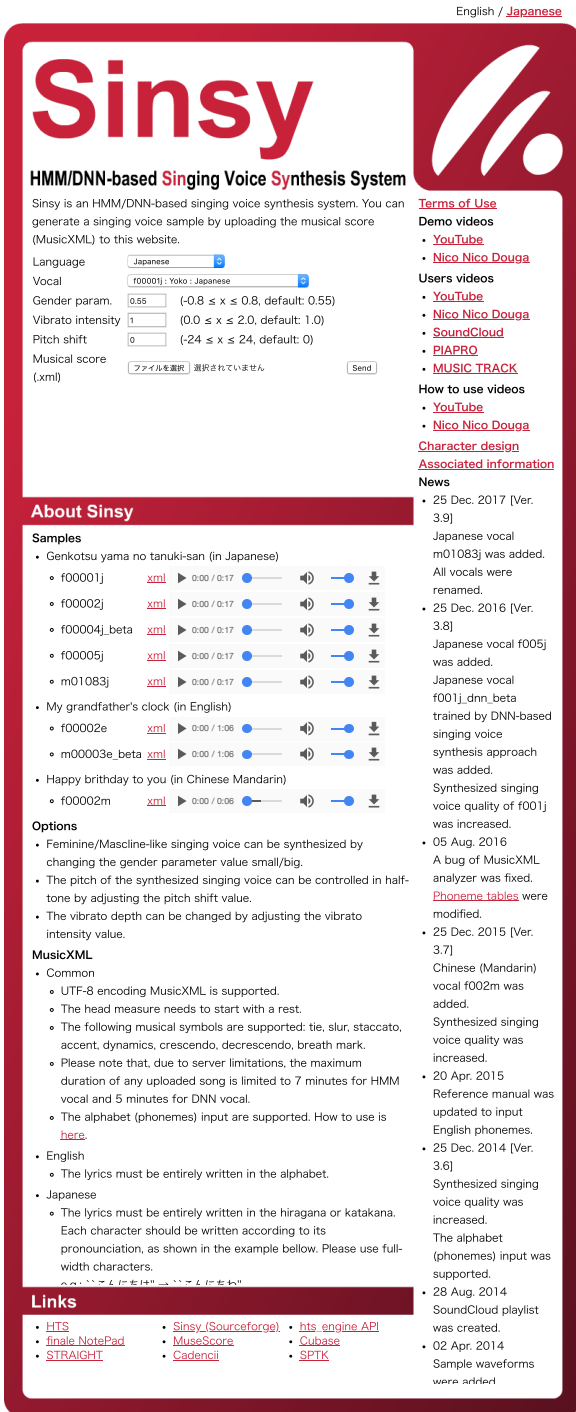 English / Japanese
Sinsy
HMM/DNN-based Singing Voice Synthesis System
Sinsy is an HMM/DNN-based singing voice synthesis system. You can
generate a singing voice sample by uploading the musical score
(MusicXML) to this website.
Language Japanese
Vocal f00001j : Yoko : Japanese
Gender param. 0.55 (-0.8 ≤ x ≤ 0.8, default: 0.55)
Vibrato intensity 1 (0.0 ≤ x ≤ 2.0, default: 1.0)
Pitch shift 0 (-24 ≤ x ≤ 24, default: 0)
Musical score
(.xml) ファイルを選択 選択されていません Send
About Sinsy
Samples
• Genkotsu yama no tanuki-san (in Japanese)
f00001j xml 0:00 / 0:17
f00002j xml 0:00 / 0:17
f00004j_beta xml 0:00 / 0:17
f00005j xml 0:00 / 0:17
m01083j xml 0:00 / 0:17
• My grandfather's clock (in English)
f00002e xml 0:00 / 1:06
m00003e_beta xml 0:00 / 1:06
• Happy brithday to you (in Chinese Mandarin)
f00002m xml 0:00 / 0:06
Options
• Feminine/Mascline-like singing voice can be synthesized by
changing the gender parameter value small/big.
• The pitch of the synthesized singing voice can be controlled in half-
tone by adjusting the pitch shift value.
• The vibrato depth can be changed by adjusting the vibrato
intensity value.
MusicXML
• Common
UTF-8 encoding MusicXML is supported.
The head measure needs to start with a rest.
The following musical symbols are supported: tie, slur, staccato,
accent, dynamics, crescendo, decrescendo, breath mark.
Please note that, due to server limitations, the maximum
duration of any uploaded song is limited to 7 minutes for HMM
vocal and 5 minutes for DNN vocal.
The alphabet (phonemes) input are supported. How to use is
here.
• English
The lyrics must be entirely written in the alphabet.
• Japanese
The lyrics must be entirely written in the hiragana or katakana.
Each character should be written according to its
pronounciation, as shown in the example bellow. Please use full-
width characters.
Terms of Use
Demo videos
• YouTube
• Nico Nico Douga
Users videos
• YouTube
• Nico Nico Douga
• SoundCloud
• PIAPRO
• MUSIC TRACK
How to use videos
• YouTube
• Nico Nico Douga
Character design
Associated information
News
• 25 Dec. 2017 [Ver.
3.9]
Japanese vocal
m01083j was added.
All vocals were
renamed.
• 25 Dec. 2016 [Ver.
3.8]
Japanese vocal f005j
was added.
Japanese vocal
f001j_dnn_beta
trained by DNN-based
singing voice
synthesis approach
was added.
Synthesized singing
voice quality of f001j
was increased.
• 05 Aug. 2016
A bug of MusicXML
analyzer was fixed.
Phoneme tables were
modified.
• 25 Dec. 2015 [Ver.
3.7]
Chinese (Mandarin)
vocal f002m was
added.
Synthesized singing
voice quality was
increased.
• 20 Apr. 2015
Reference manual was
updated to input
English phonemes.
• 25 Dec. 2014 [Ver.
3.6]
Synthesized singing
voice quality was
increased.
The alphabet
(phonemes) input was
supported.
• 28 Aug. 2014
SoundCloud playlist
was created.
• 02 Apr. 2014
Sample waveforms
were added
Links
• HTS • Sinsy (Sourceforge) • hts_engine API
• finale NotePad • MuseScore • Cubase
• STRAIGHT • Cadencii • SPTK